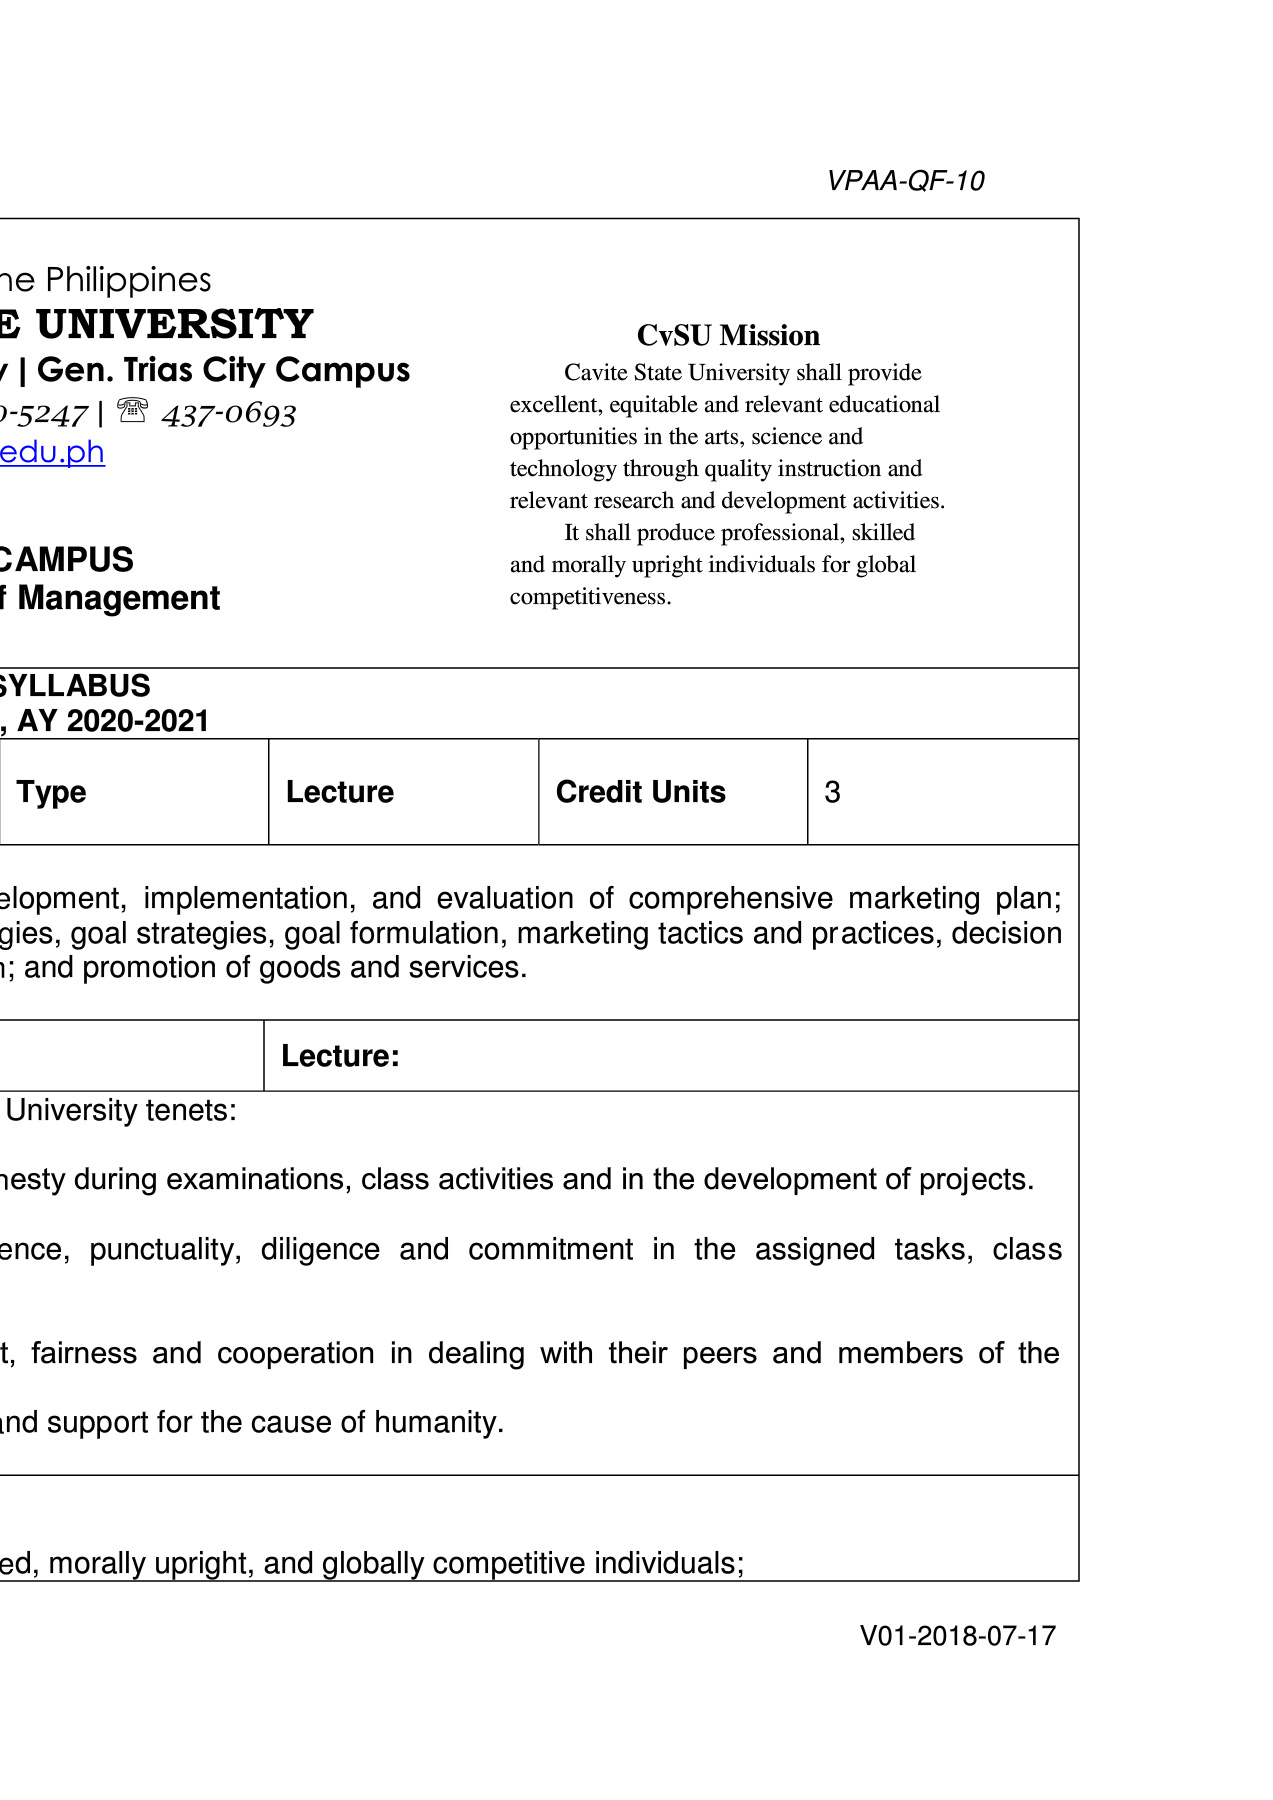 VPAA-QF-10
ne Philippines
E UNIVERSITY
y | Gen. Trias City Campus
0-5247 | ☏ 437-0693
edu.ph
CAMPUS
f Management
CvSU Mission
Cavite State University shall provide
excellent, equitable and relevant educational
opportunities in the arts, science and
technology through quality instruction and
relevant research and development activities.
It shall produce professional, skilled
and morally upright individuals for global
competitiveness.
SYLLABUS
, AY 2020-2021
Type Lecture Credit Units 3
elopment, implementation, and evaluation of comprehensive marketing plan;
gies, goal strategies, goal formulation, marketing tactics and practices, decision
n; and promotion of goods and services.
Lecture:
University tenets:
nesty during examinations, class activities and in the development of projects.
ence, punctuality, diligence and commitment in the assigned tasks, class
t, fairness and cooperation in dealing with their peers and members of the
and support for the cause of humanity.
ed, morally upright, and globally competitive individuals;
V01-2018-07-17